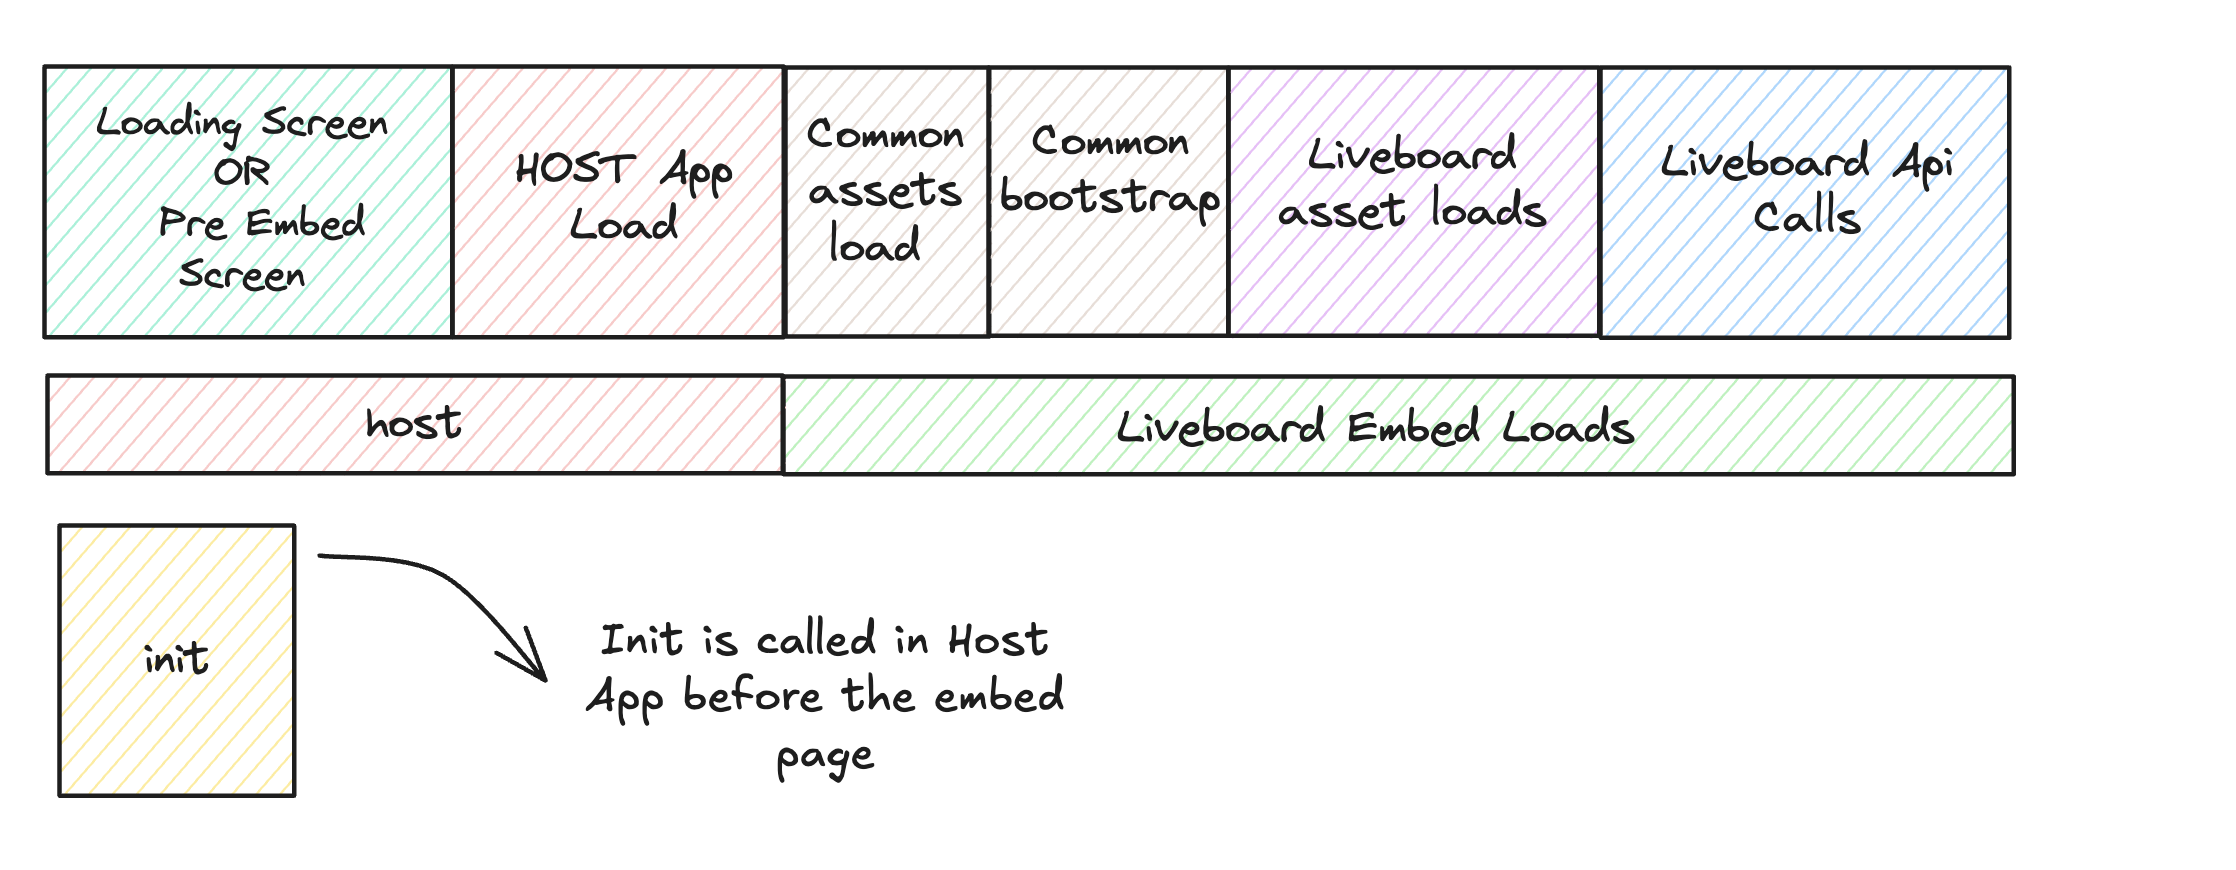 Loading Screen
OR
Pre Embed
Screen
HOST App
Load
Common
assets
load
Common
bootstrap
Liveboard
asset loads
Liveboard Api
Calls
host
Liveboard Embed Loads
init
Init is called in Host
App before the embed
page